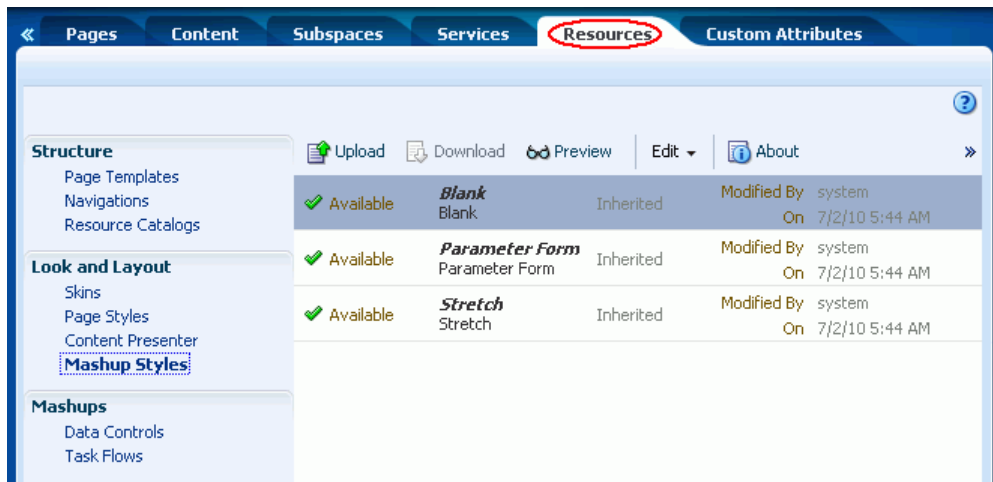 « Pages Content Subspaces Services Resources Custom Attributes
?
Structure
Page Templates
Navigations
Resource Catalogs
Look and Layout
Skins
Page Styles
Content Presenter
Mashup Styles
Mashups
Data Controls
Task Flows
Upload Download Preview Edit About »
Available Blank Inherited Modified By system
Blank On 7/2/10 5:44 AM
Available Parameter Form Inherited Modified By system
Parameter Form On 7/2/10 5:44 AM
Available Stretch Inherited Modified By system
Stretch On 7/2/10 5:44 AM